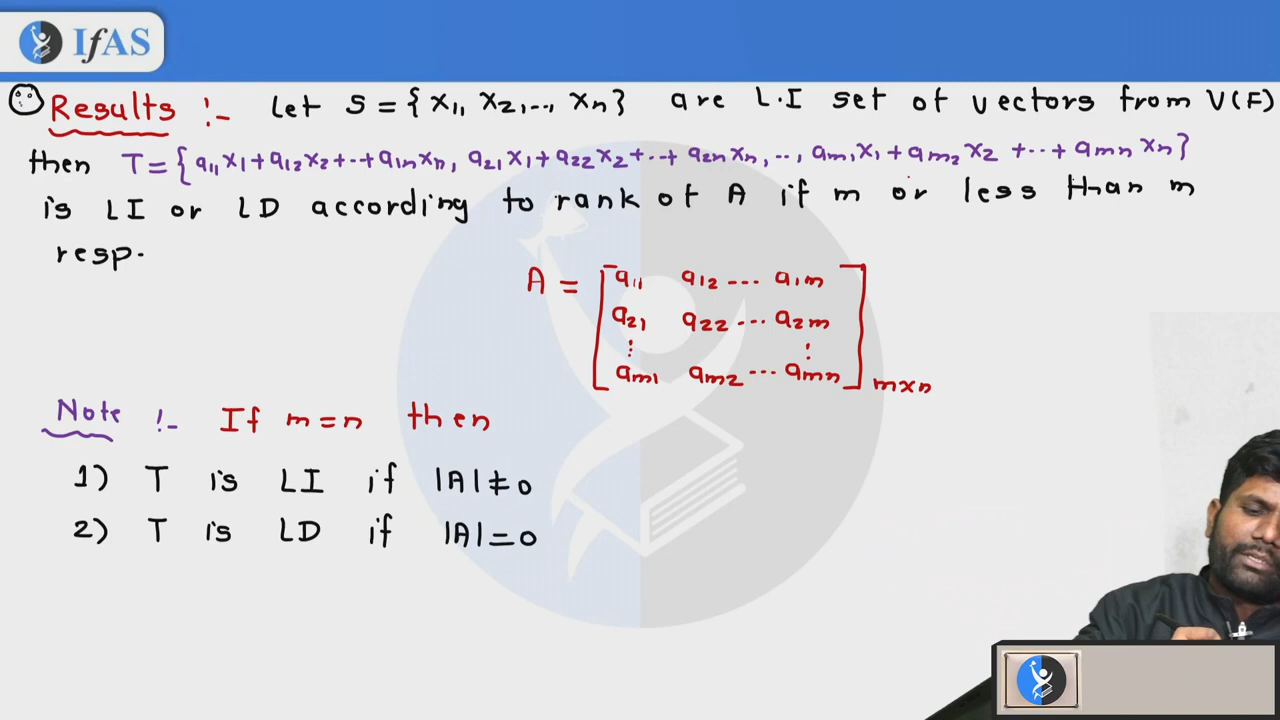 IfAS
Results :- Let S = {x₁, x₂,..., xₙ} are L.I set of vectors from V(F)
then T = {a₁₁x₁+a₁₂x₂+...+a₁ₙxₙ, a₂₁x₁+a₂₂x₂+...+a₂ₙxₙ,..., aₘ₁x₁+aₘ₂x₂+...+aₘₙxₙ}
is LI or LD according to rank of A if m or less than m
resp.
A = [a₁₁ a₁₂ ... a₁ₘ
a₂₁ a₂₂ ... a₂ₘ
⋮ ⋮
aₘ₁ aₘ₂ ... aₘₙ]ₘₓₙ
Note :- If m=n then
1) T is LI if |A|≠0
2) T is LD if |A|=0